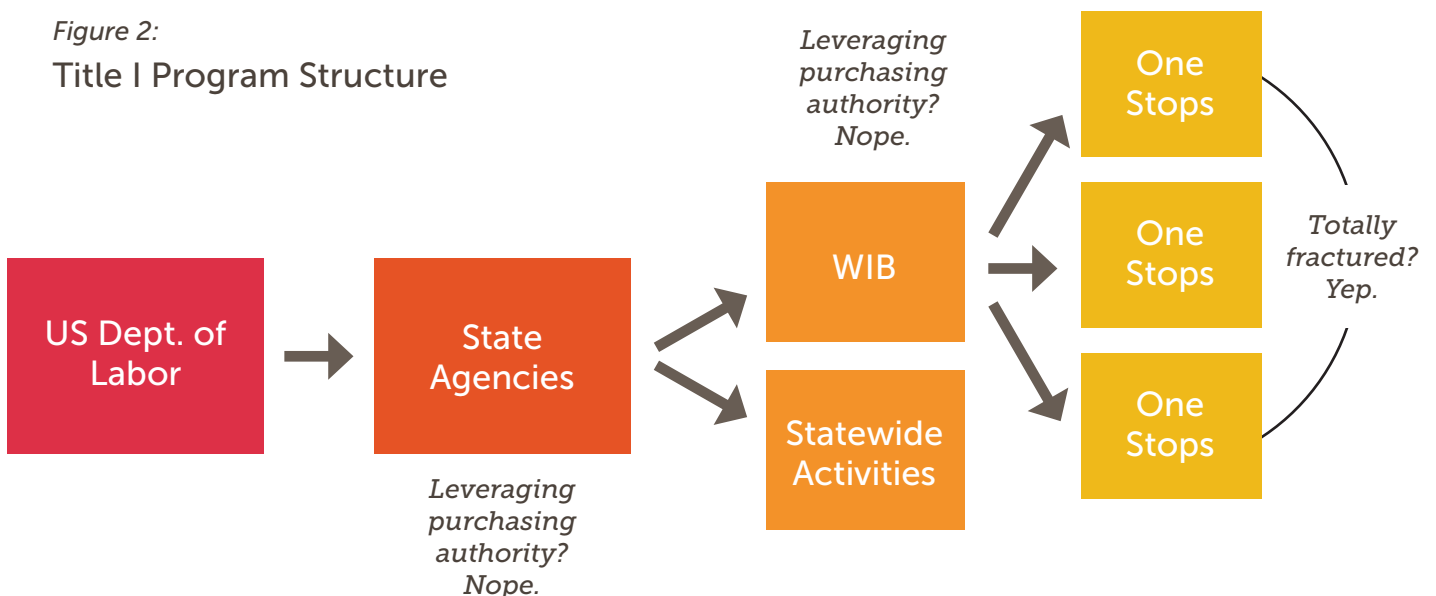 Figure 2:
Title I Program Structure
US Dept. of
Labor
State
Agencies
Leveraging
purchasing
authority?
Nope.
Leveraging
purchasing
authority?
Nope.
WIB
Statewide
Activities
One
Stops
One
Stops
One
Stops
Totally
fractured?
Yep.